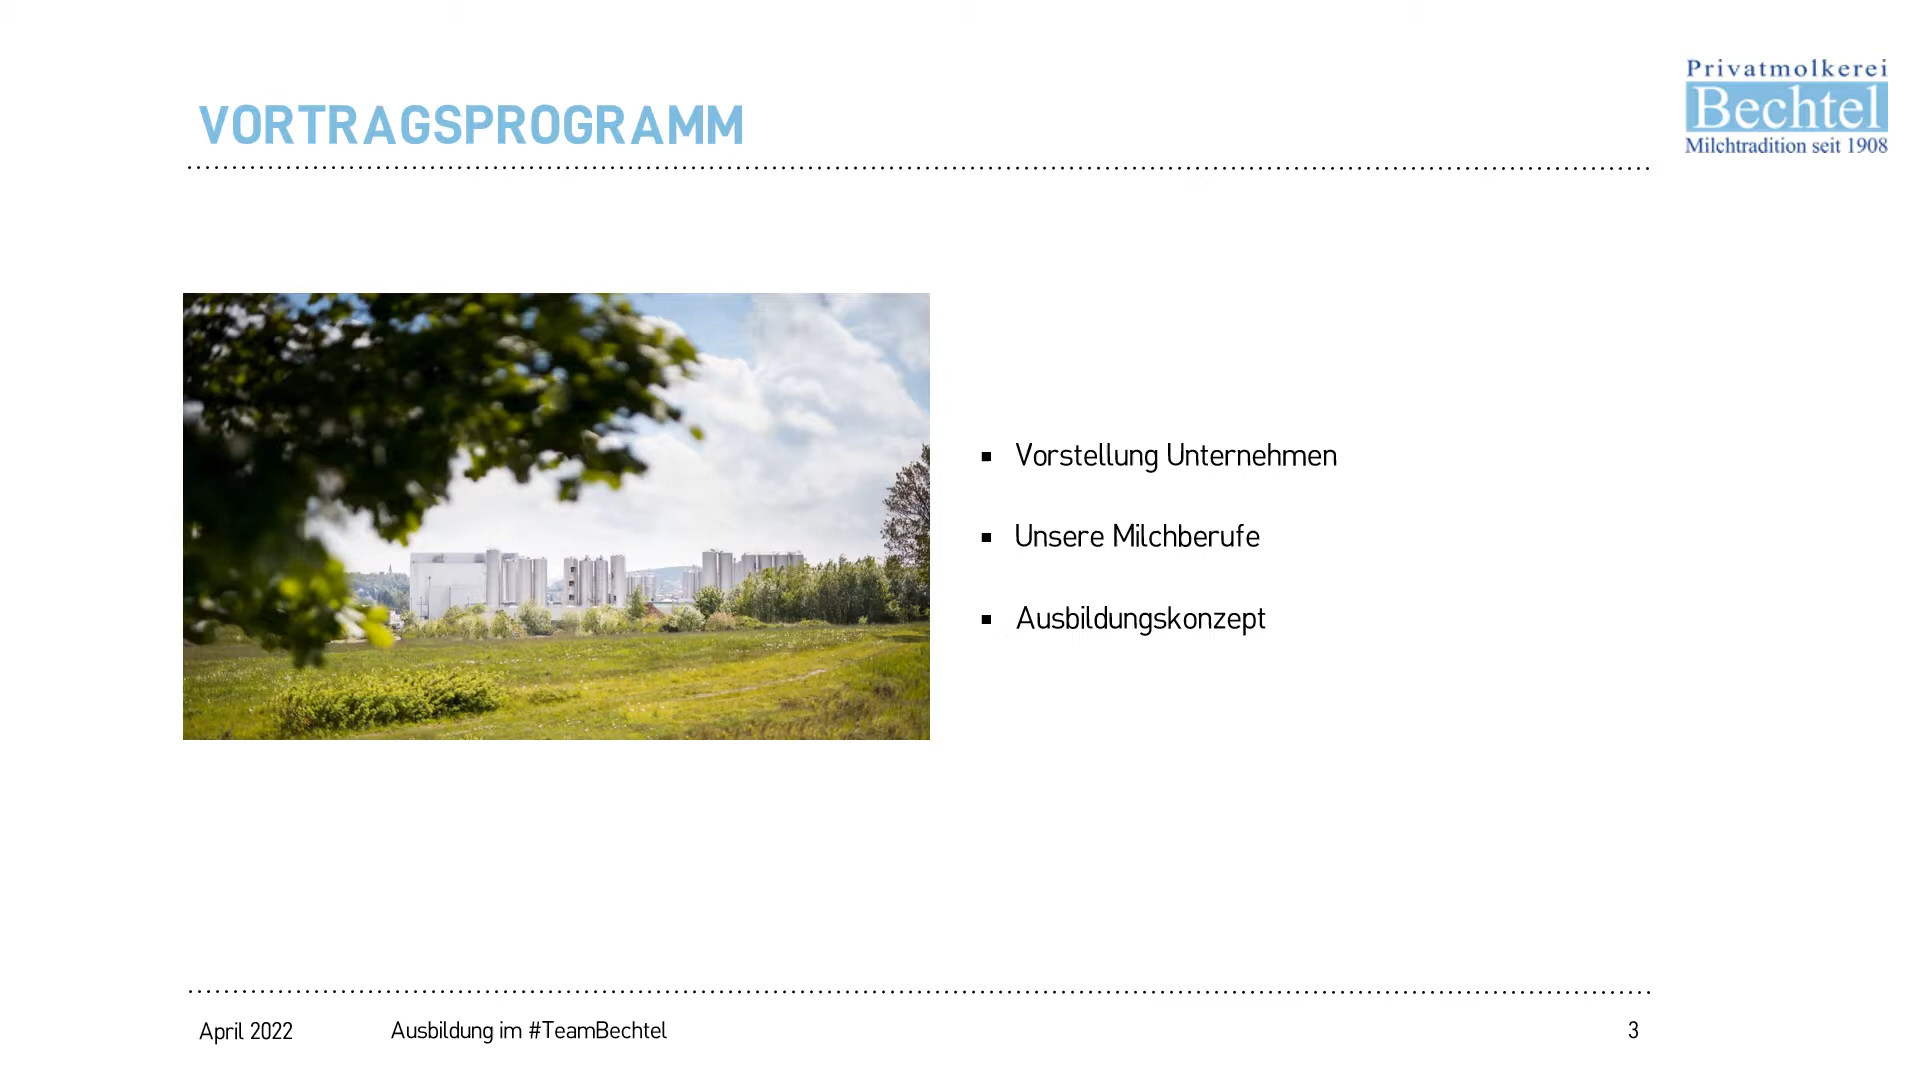 VORTRAGSPROGRAMM
Privatmolkerei
Bechtel
Milchtradition seit 1908
▪ Vorstellung Unternehmen
▪ Unsere Milchberufe
▪ Ausbildungskonzept
April 2022 Ausbildung im #TeamBechtel 3